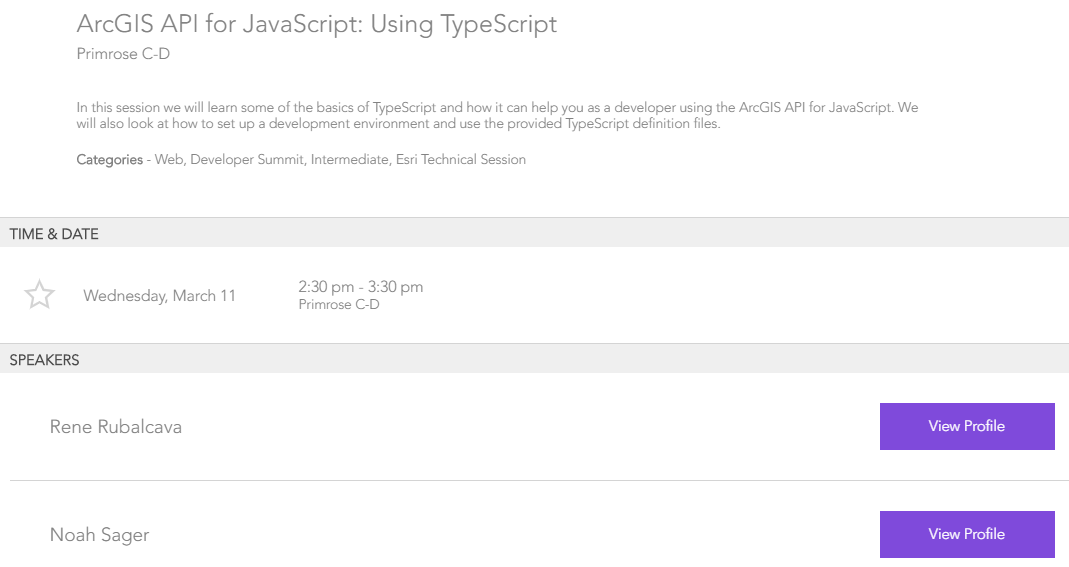 ArcGIS API for JavaScript: Using TypeScript
Primrose C-D
In this session we will learn some of the basics of TypeScript and how it can help you as a developer using the ArcGIS API for JavaScript. We
will also look at how to set up a development environment and use the provided TypeScript definition files.
Categories - Web, Developer Summit, Intermediate, Esri Technical Session
TIME & DATE
Wednesday, March 11
2:30 pm - 3:30 pm
Primrose C-D
SPEAKERS
Rene Rubalcava
View Profile
Noah Sager
View Profile